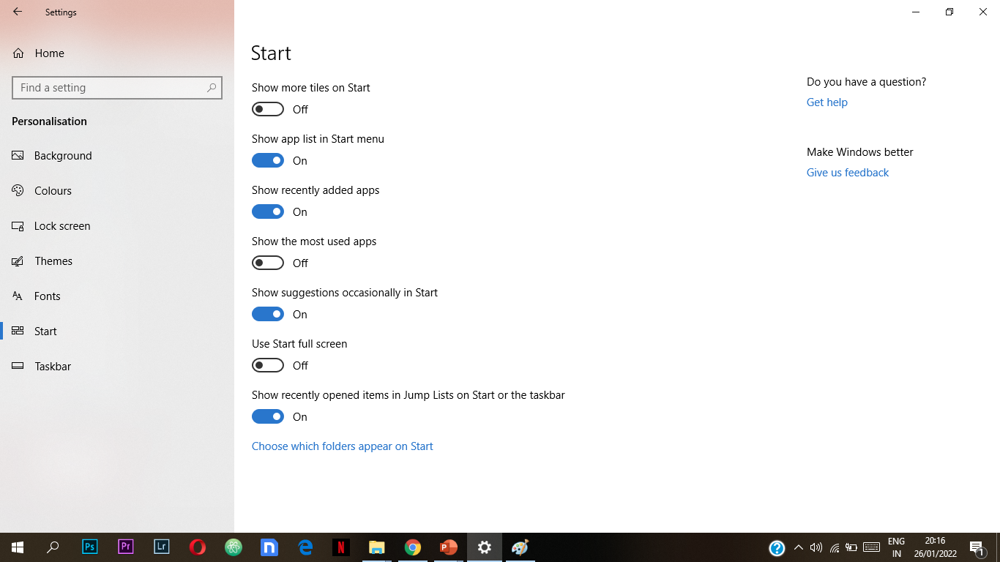 Settings
Home
Find a setting
Personalisation
Background
Colours
Lock screen
Themes
Fonts
Start
Taskbar
Start
Show more tiles on Start
Off
Show app list in Start menu
On
Show recently added apps
On
Show the most used apps
Off
Show suggestions occasionally in Start
On
Use Start full screen
Off
Show recently opened items in Jump Lists on Start or the taskbar
On
Choose which folders appear on Start
Do you have a question?
Get help
Make Windows better
Give us feedback
Ps
Pr
Lr
n
N
P
?
ENG
IN
20:16
26/01/2022
1